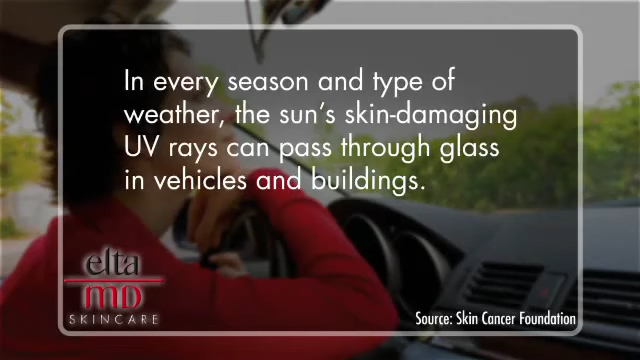 In every season and type of
weather, the sun's skin-damaging
UV rays can pass through glass
in vehicles and buildings.
elta
MD
SKINCARE
Source: Skin Cancer Foundation